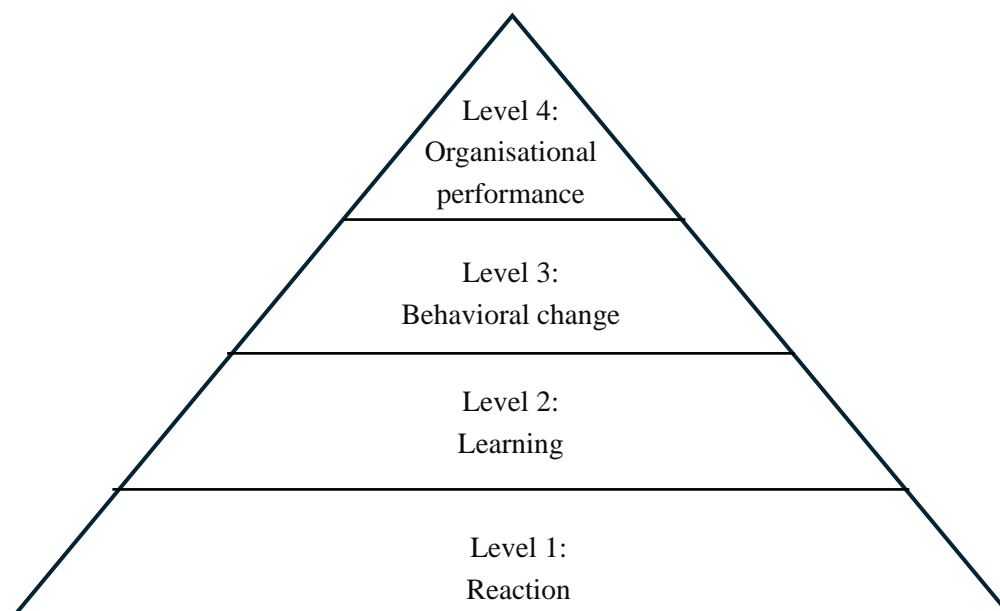 Level 4:
Organisational
performance
Level 3:
Behavioral change
Level 2:
Learning
Level 1:
Reaction